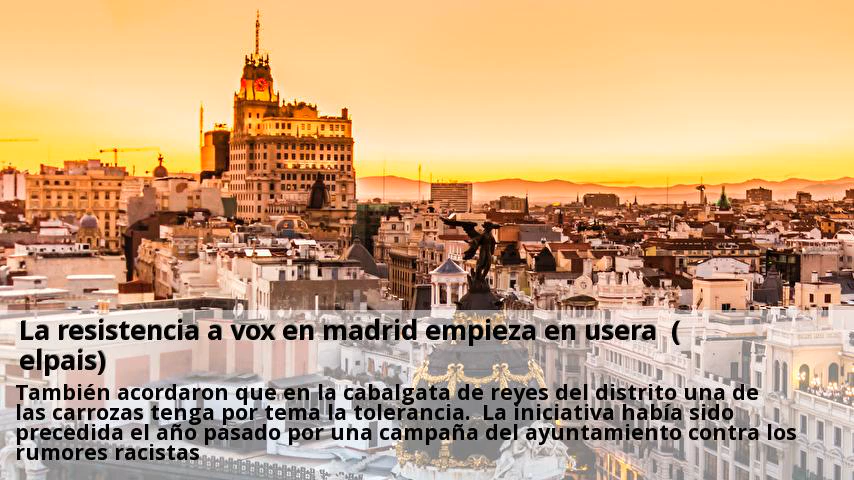 La resistencia a vox en madrid empieza en usera (
elpais)
También acordaron que en la cabalgata de reyes del distrito una de
las carrozas tenga por tema la tolerancia. La iniciativa había sido
precedida el año pasado por una campaña del ayuntamiento contra los
rumores racistas